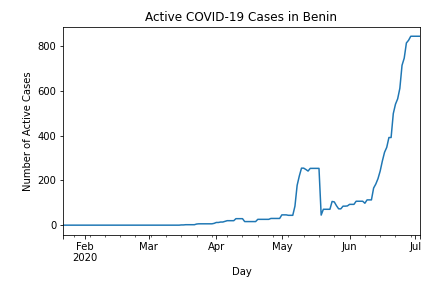 Active COVID-19 Cases in Benin
Number of Active Cases
800
600
400
200
0
Feb
2020
Mar
Apr
May
Jun
Jul
Day